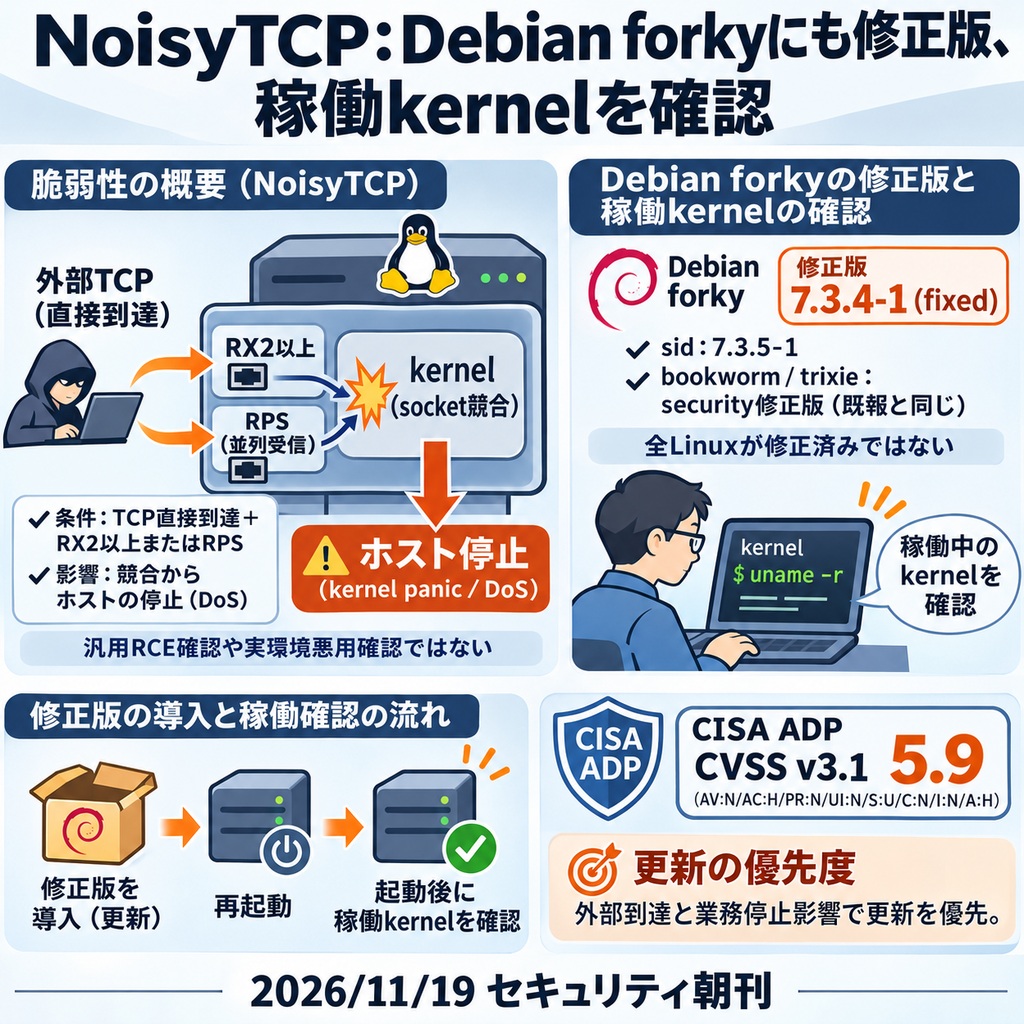 NoisyTCP:Debian forkyにも修正版、
稼働kernelを確認
脆弱性の概要（NoisyTCP）
外部TCP
（直接到達）
RX2以上
RPS
（並列受信）
kernel
（socket競合）
条件：TCP直接到達＋
RX2以上またはRPS
影響：競合から
ホストの停止（DoS）
ホスト停止
（kernel panic / DoS）
汎用RCE確認や実環境悪用確認ではない
Debian forkyの修正版と
稼働kernelの確認
Debian
forky
修正版
7.3.4-1 (fixed)
sid：7.3.5-1
bookworm / trixie：
security修正版（既報と同じ）
全Linuxが修正済みではない
kernel
$ uname -r
稼働中の
kernelを
確認
修正版の導入と稼働確認の流れ
修正版を
導入（更新）
再起動
起動後に
稼働kernelを確認
CISA
ADP
CISA ADP
CVSS v3.1 5.9
(AV:N/AC:H/PR:N/UI:N/S:U/C:N/I:N/A:H)
更新の優先度
外部到達と業務停止影響で更新を優先。
2026/11/19 セキュリティ朝刊